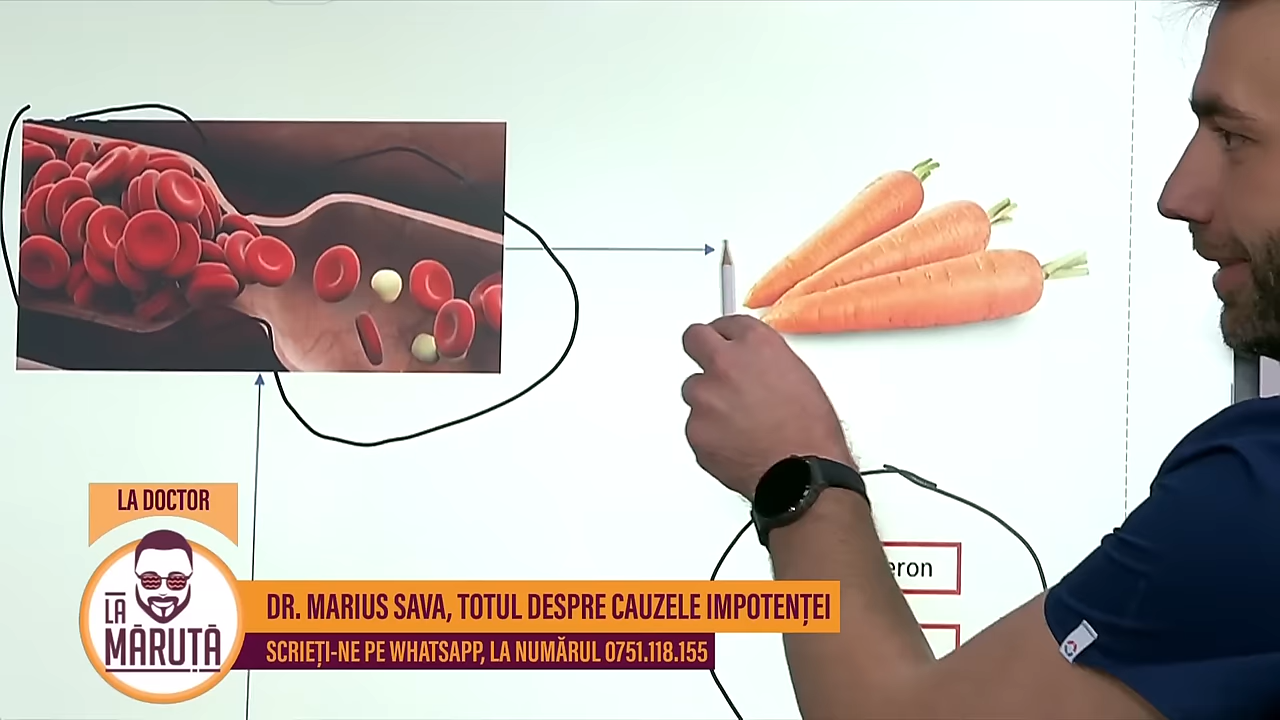 eron
LA DOCTOR
LA
MĂRUȚĂ
DR. MARIUS SAVA, TOTUL DESPRE CAUZELE IMPOTENȚEI
SCRIEȚI-NE PE WHATSAPP, LA NUMĂRUL 0751.118.155